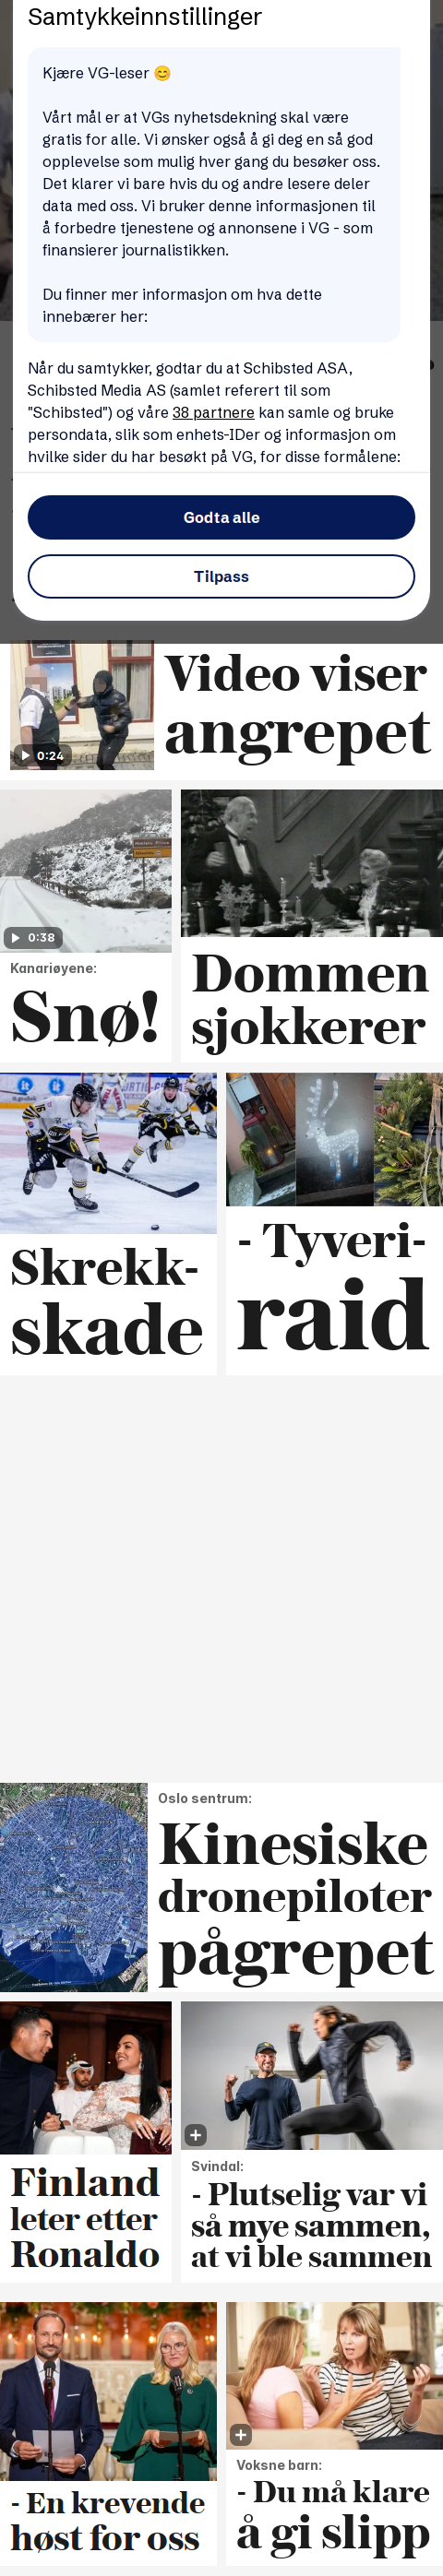 Samtykkeinnstillinger
Kjære VG-leser 😊
Vårt mål er at VGs nyhetsdekning skal være
gratis for alle. Vi ønsker også å gi deg en så god
opplevelse som mulig hver gang du besøker oss.
Det klarer vi bare hvis du og andre lesere deler
data med oss. Vi bruker denne informasjonen til
å forbedre tjenestene og annonsene i VG - som
finansierer journalistikken.
Du finner mer informasjon om hva dette
innebærer her:
Når du samtykker, godtar du at Schibsted ASA,
Schibsted Media AS (samlet referert til som
"Schibsted") og våre 38 partnere kan samle og bruke
persondata, slik som enhets-IDer og informasjon om
hvilke sider du har besøkt på VG, for disse formålene:
Godta alle
Tilpass
0:24
Video viser
angrepet
0:38
Kanariøyene:
Snø!
Dommen
sjokkerer
Skrekk-
skade
- Tyveri-
raid
Oslo sentrum:
Kinesiske
dronepiloter
pågrepet
Finland
leter etter
Ronaldo
Svindal:
- Plutselig var vi
så mye sammen,
at vi ble sammen
- En krevende
høst for oss
Voksne barn:
- Du må klare
å gi slipp